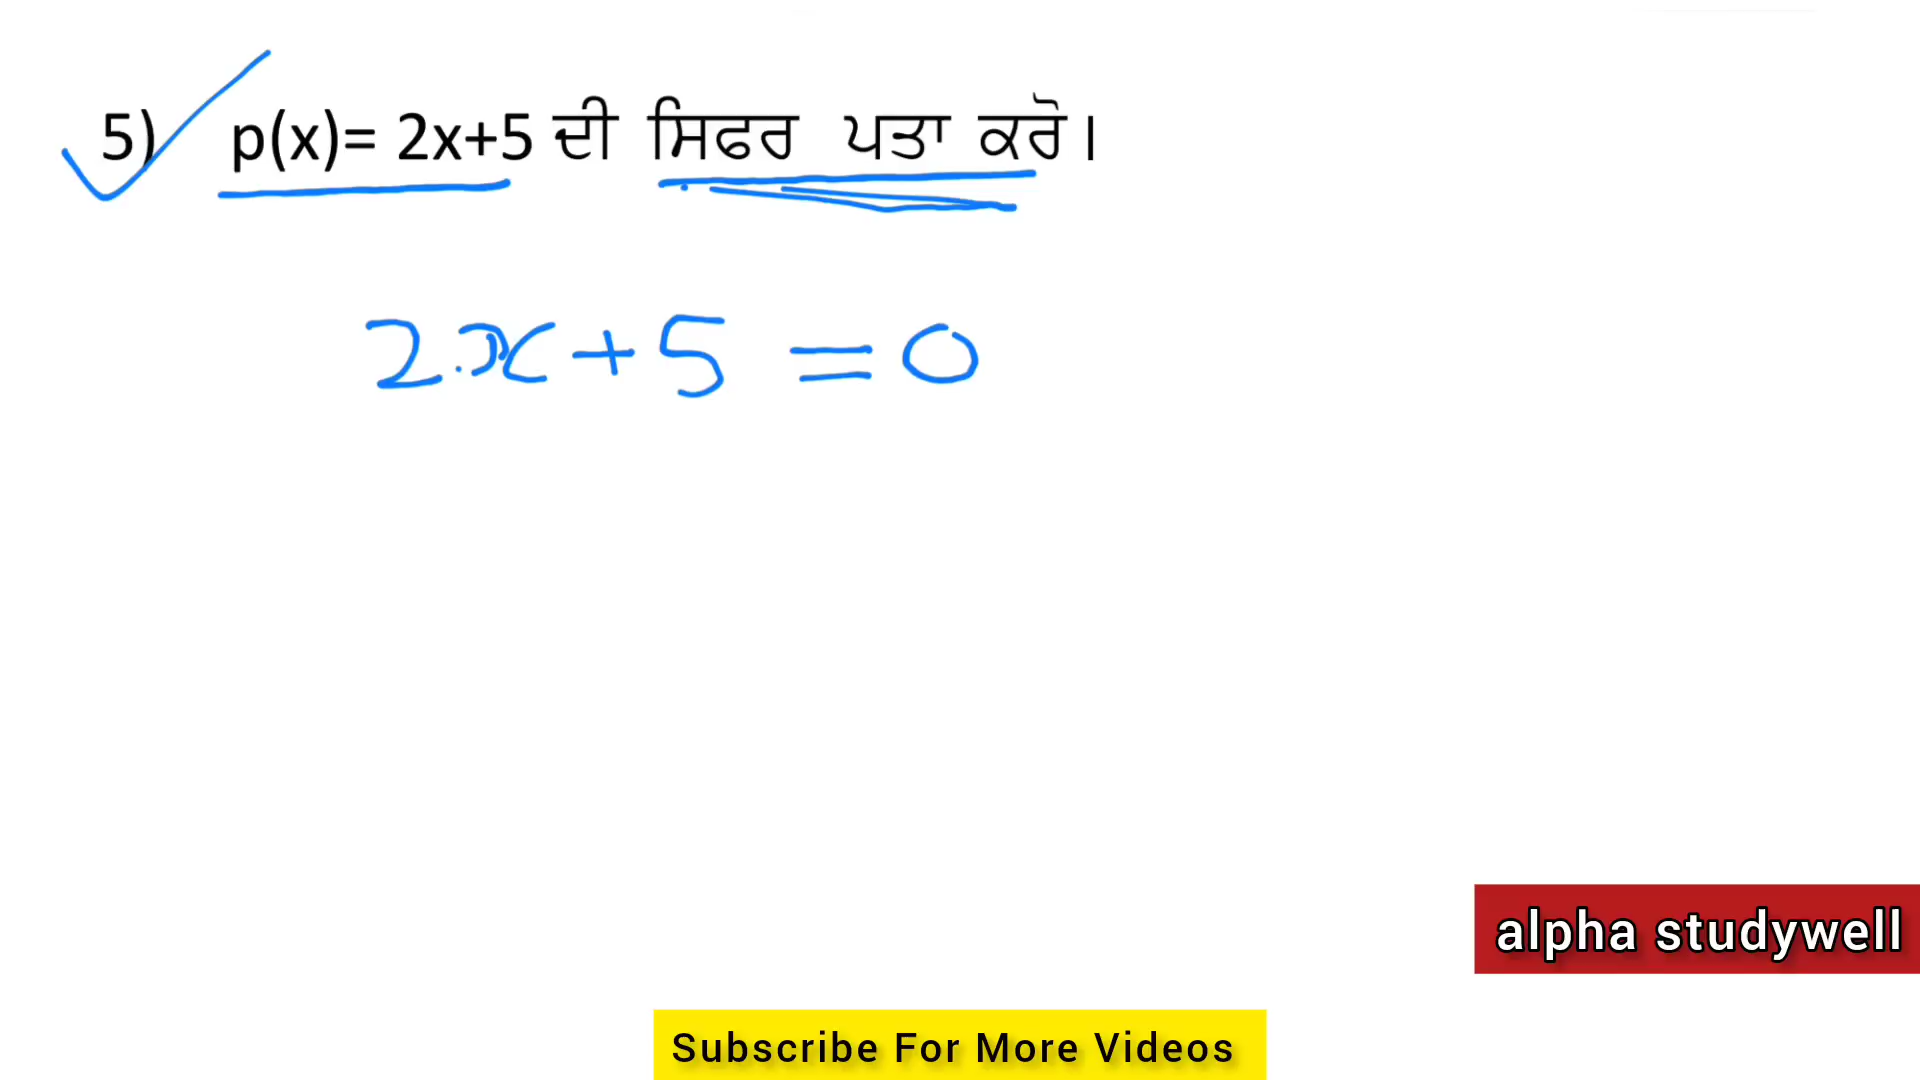 5) p(x)= 2x+5 ਦੀ ਸਿਫਰ ਪਤਾ ਕਰੋ।
2x+5 =0
alpha studywell
Subscribe For More Videos